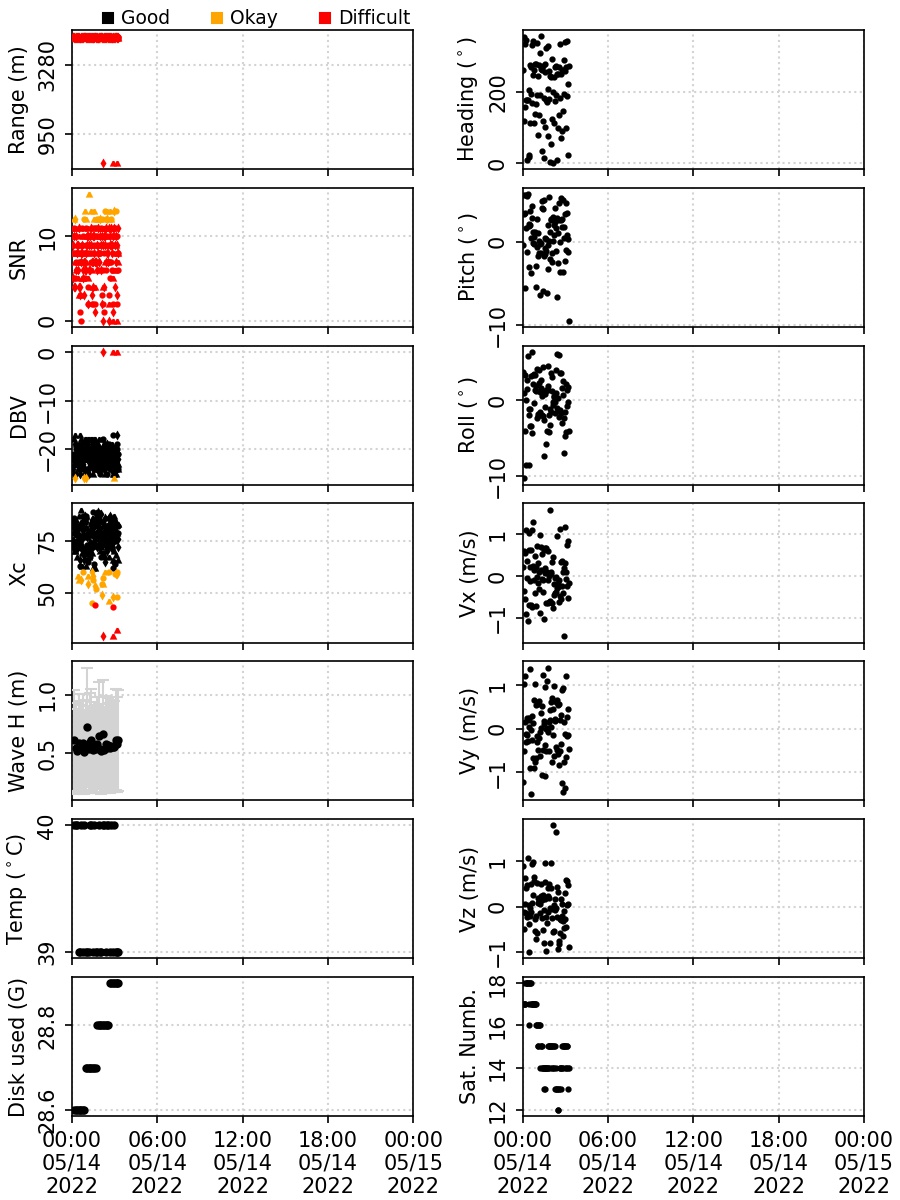 Good Okay Difficult
Range (m) 3280 950
Heading (°) 200 0
SNR 10 0
Pitch (°) 0 −10
DBV 0 −10 −20
Roll (°) 0 −10
Xc 75 50
Vx (m/s) 1 0 −1
Wave H (m) 1.0 0.5
Vy (m/s) 1 0 −1
Temp (°C) 40 39
Vz (m/s) 1 0 −1
Disk used (G) 28.8 28.6
Sat. Numb. 18 16 14 12
00:00 06:00 12:00 18:00 00:00 00:00 06:00 12:00 18:00 00:00
05/14 05/14 05/14 05/14 05/15 05/14 05/14 05/14 05/14 05/15
2022 2022 2022 2022 2022 2022 2022 2022 2022 2022